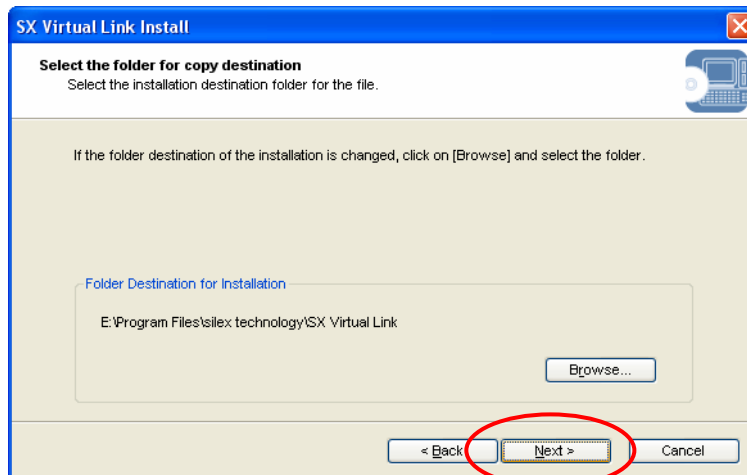 SX Virtual Link Install
Select the folder for copy destination
Select the installation destination folder for the file.
If the folder destination of the installation is changed, click on [Browse] and select the folder.
Folder Destination for Installation
E:\Program Files\silex technology\SX Virtual Link
Browse...
< Back
Next >
Cancel